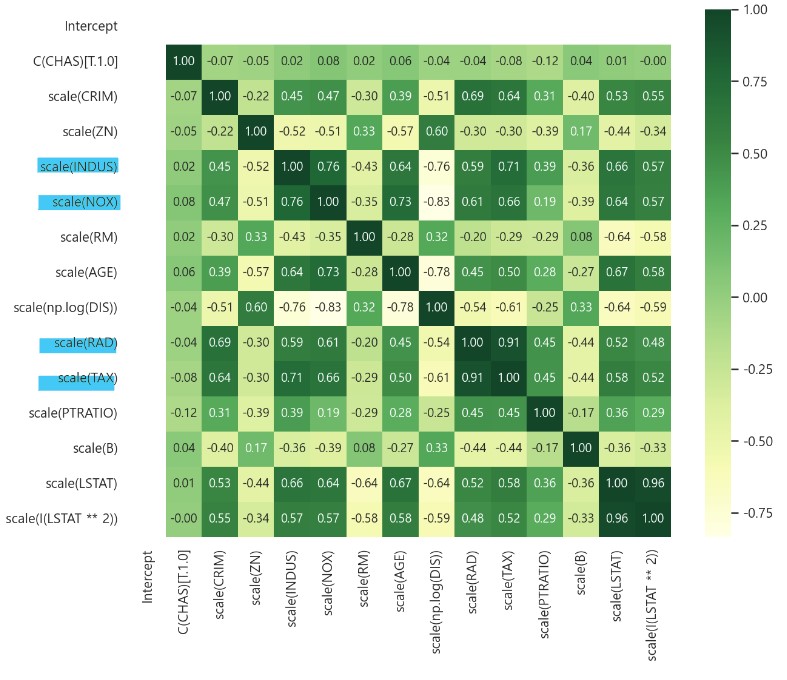 Intercept
C(CHAS)[T.1.0] 1.00 -0.07 -0.05 0.02 0.08 0.02 0.06 -0.04 -0.04 -0.08 -0.12 0.04 0.01 -0.00
scale(CRIM) -0.07 1.00 -0.22 0.45 0.47 -0.30 0.39 -0.51 0.69 0.64 0.31 -0.40 0.53 0.55
scale(ZN) -0.05 -0.22 1.00 -0.52 -0.51 0.33 -0.57 0.60 -0.30 -0.30 -0.39 0.17 -0.44 -0.34
scale(INDUS) 0.02 0.45 -0.52 1.00 0.76 -0.43 0.64 -0.76 0.59 0.71 0.39 -0.36 0.66 0.57
scale(NOX) 0.08 0.47 -0.51 0.76 1.00 -0.35 0.73 -0.83 0.61 0.66 0.19 -0.39 0.64 0.57
scale(RM) 0.02 -0.30 0.33 -0.43 -0.35 1.00 -0.28 0.32 -0.20 -0.29 -0.29 0.08 -0.64 -0.58
scale(AGE) 0.06 0.39 -0.57 0.64 0.73 -0.28 1.00 -0.78 0.45 0.50 0.28 -0.27 0.67 0.58
scale(np.log(DIS)) -0.04 -0.51 0.60 -0.76 -0.83 0.32 -0.78 1.00 -0.54 -0.61 -0.25 0.33 -0.64 -0.59
scale(RAD) -0.04 0.69 -0.30 0.59 0.61 -0.20 0.45 -0.54 1.00 0.91 0.45 -0.44 0.52 0.48
scale(TAX) -0.08 0.64 -0.30 0.71 0.66 -0.29 0.50 -0.61 0.91 1.00 0.45 -0.44 0.58 0.52
scale(PTRATIO) -0.12 0.31 -0.39 0.39 0.19 -0.29 0.28 -0.25 0.45 0.45 1.00 -0.17 0.36 0.29
scale(B) 0.04 -0.40 0.17 -0.36 -0.39 0.08 -0.27 0.33 -0.44 -0.44 -0.17 1.00 -0.36 -0.33
scale(LSTAT) 0.01 0.53 -0.44 0.66 0.64 -0.64 0.67 -0.64 0.52 0.58 0.36 -0.36 1.00 0.96
scale(I(LSTAT ** 2)) -0.00 0.55 -0.34 0.57 0.57 -0.58 0.58 -0.59 0.48 0.52 0.29 -0.33 0.96 1.00
Intercept
C(CHAS)[T.1.0]
scale(CRIM)
scale(ZN)
scale(INDUS)
scale(NOX)
scale(RM)
scale(AGE)
scale(np.log(DIS))
scale(RAD)
scale(TAX)
scale(PTRATIO)
scale(B)
scale(LSTAT)
scale(I(LSTAT ** 2))
1.00
0.75
0.50
0.25
0.00
-0.25
-0.50
-0.75